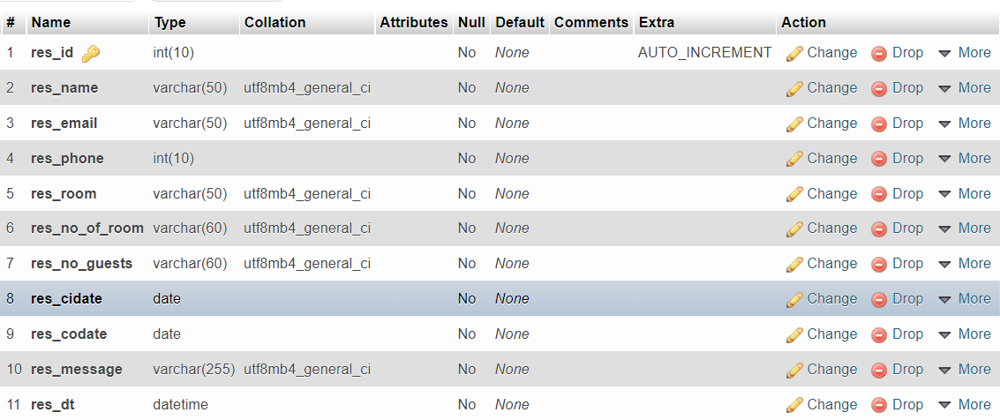 # Name Type Collation Attributes Null Default Comments Extra Action
1 res_id int(10) No None AUTO_INCREMENT Change Drop More
2 res_name varchar(50) utf8mb4_general_ci No None Change Drop More
3 res_email varchar(50) utf8mb4_general_ci No None Change Drop More
4 res_phone int(10) No None Change Drop More
5 res_room varchar(50) utf8mb4_general_ci No None Change Drop More
6 res_no_of_room varchar(60) utf8mb4_general_ci No None Change Drop More
7 res_no_guests varchar(60) utf8mb4_general_ci No None Change Drop More
8 res_cidate date No None Change Drop More
9 res_codate date No None Change Drop More
10 res_message varchar(255) utf8mb4_general_ci No None Change Drop More
11 res_dt datetime No None Change Drop More